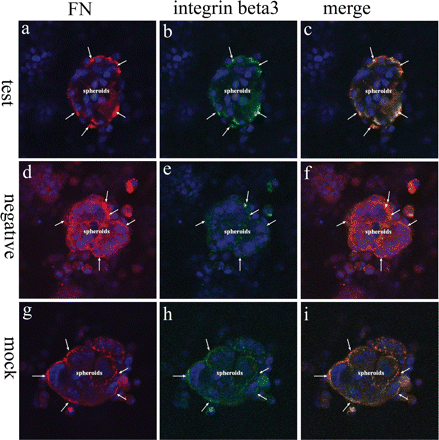 FN integrin beta3 merge
test
a b c
spheroids spheroids spheroids
negative
d e f
spheroids spheroids spheroids
mock
g h i
spheroids spheroids spheroids